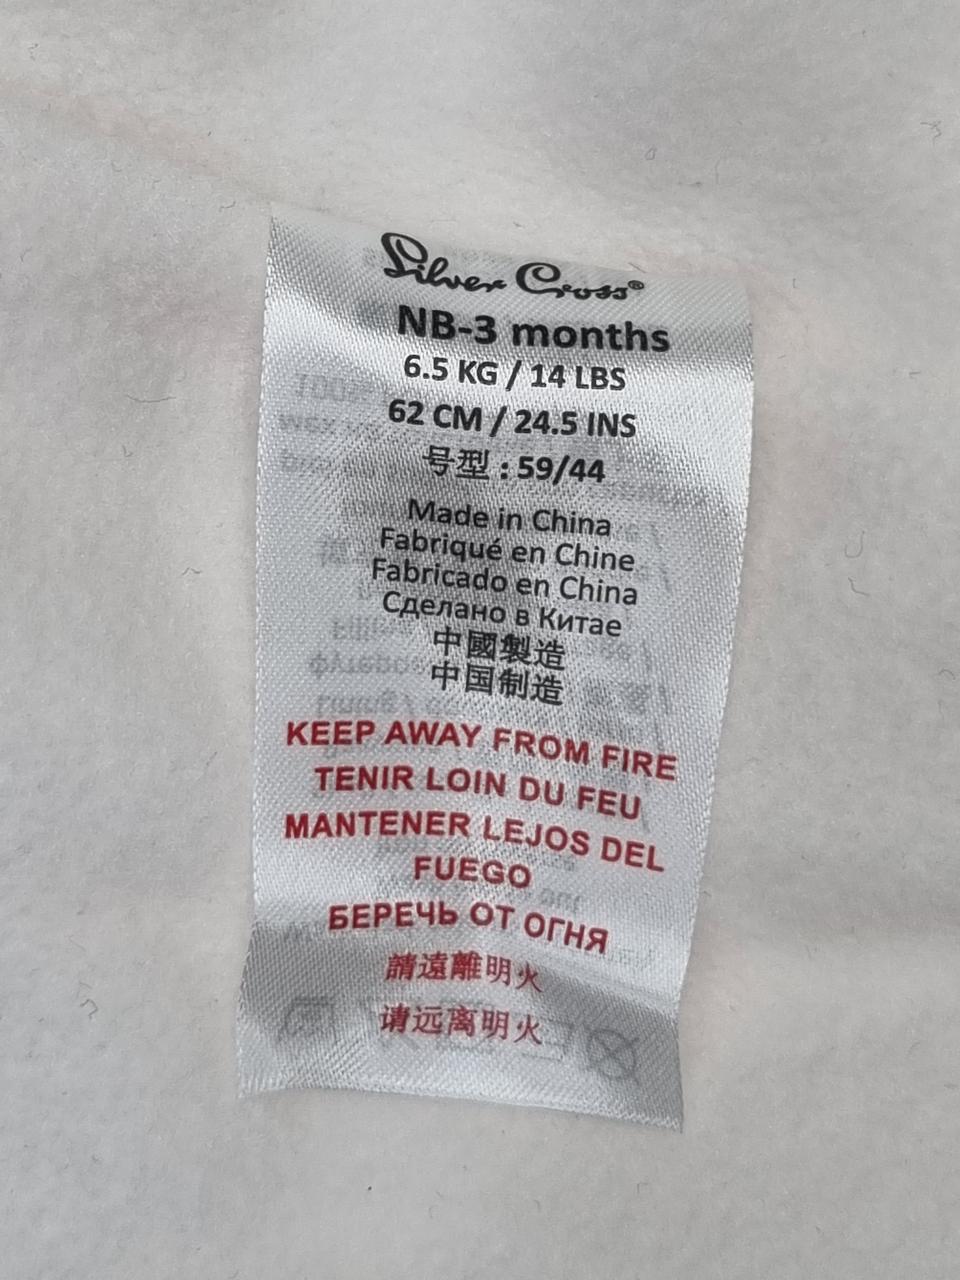 Silver Cross®
NB-3 months
6.5 KG / 14 LBS
62 CM / 24.5 INS
号型 : 59/44
Made in China
Fabriqué en Chine
Fabricado en China
Сделано в Китае
中國製造
中国制造
KEEP AWAY FROM FIRE
TENIR LOIN DU FEU
MANTENER LEJOS DEL
FUEGO
БЕРЕЧЬ ОТ ОГНЯ
請遠離明火
请远离明火